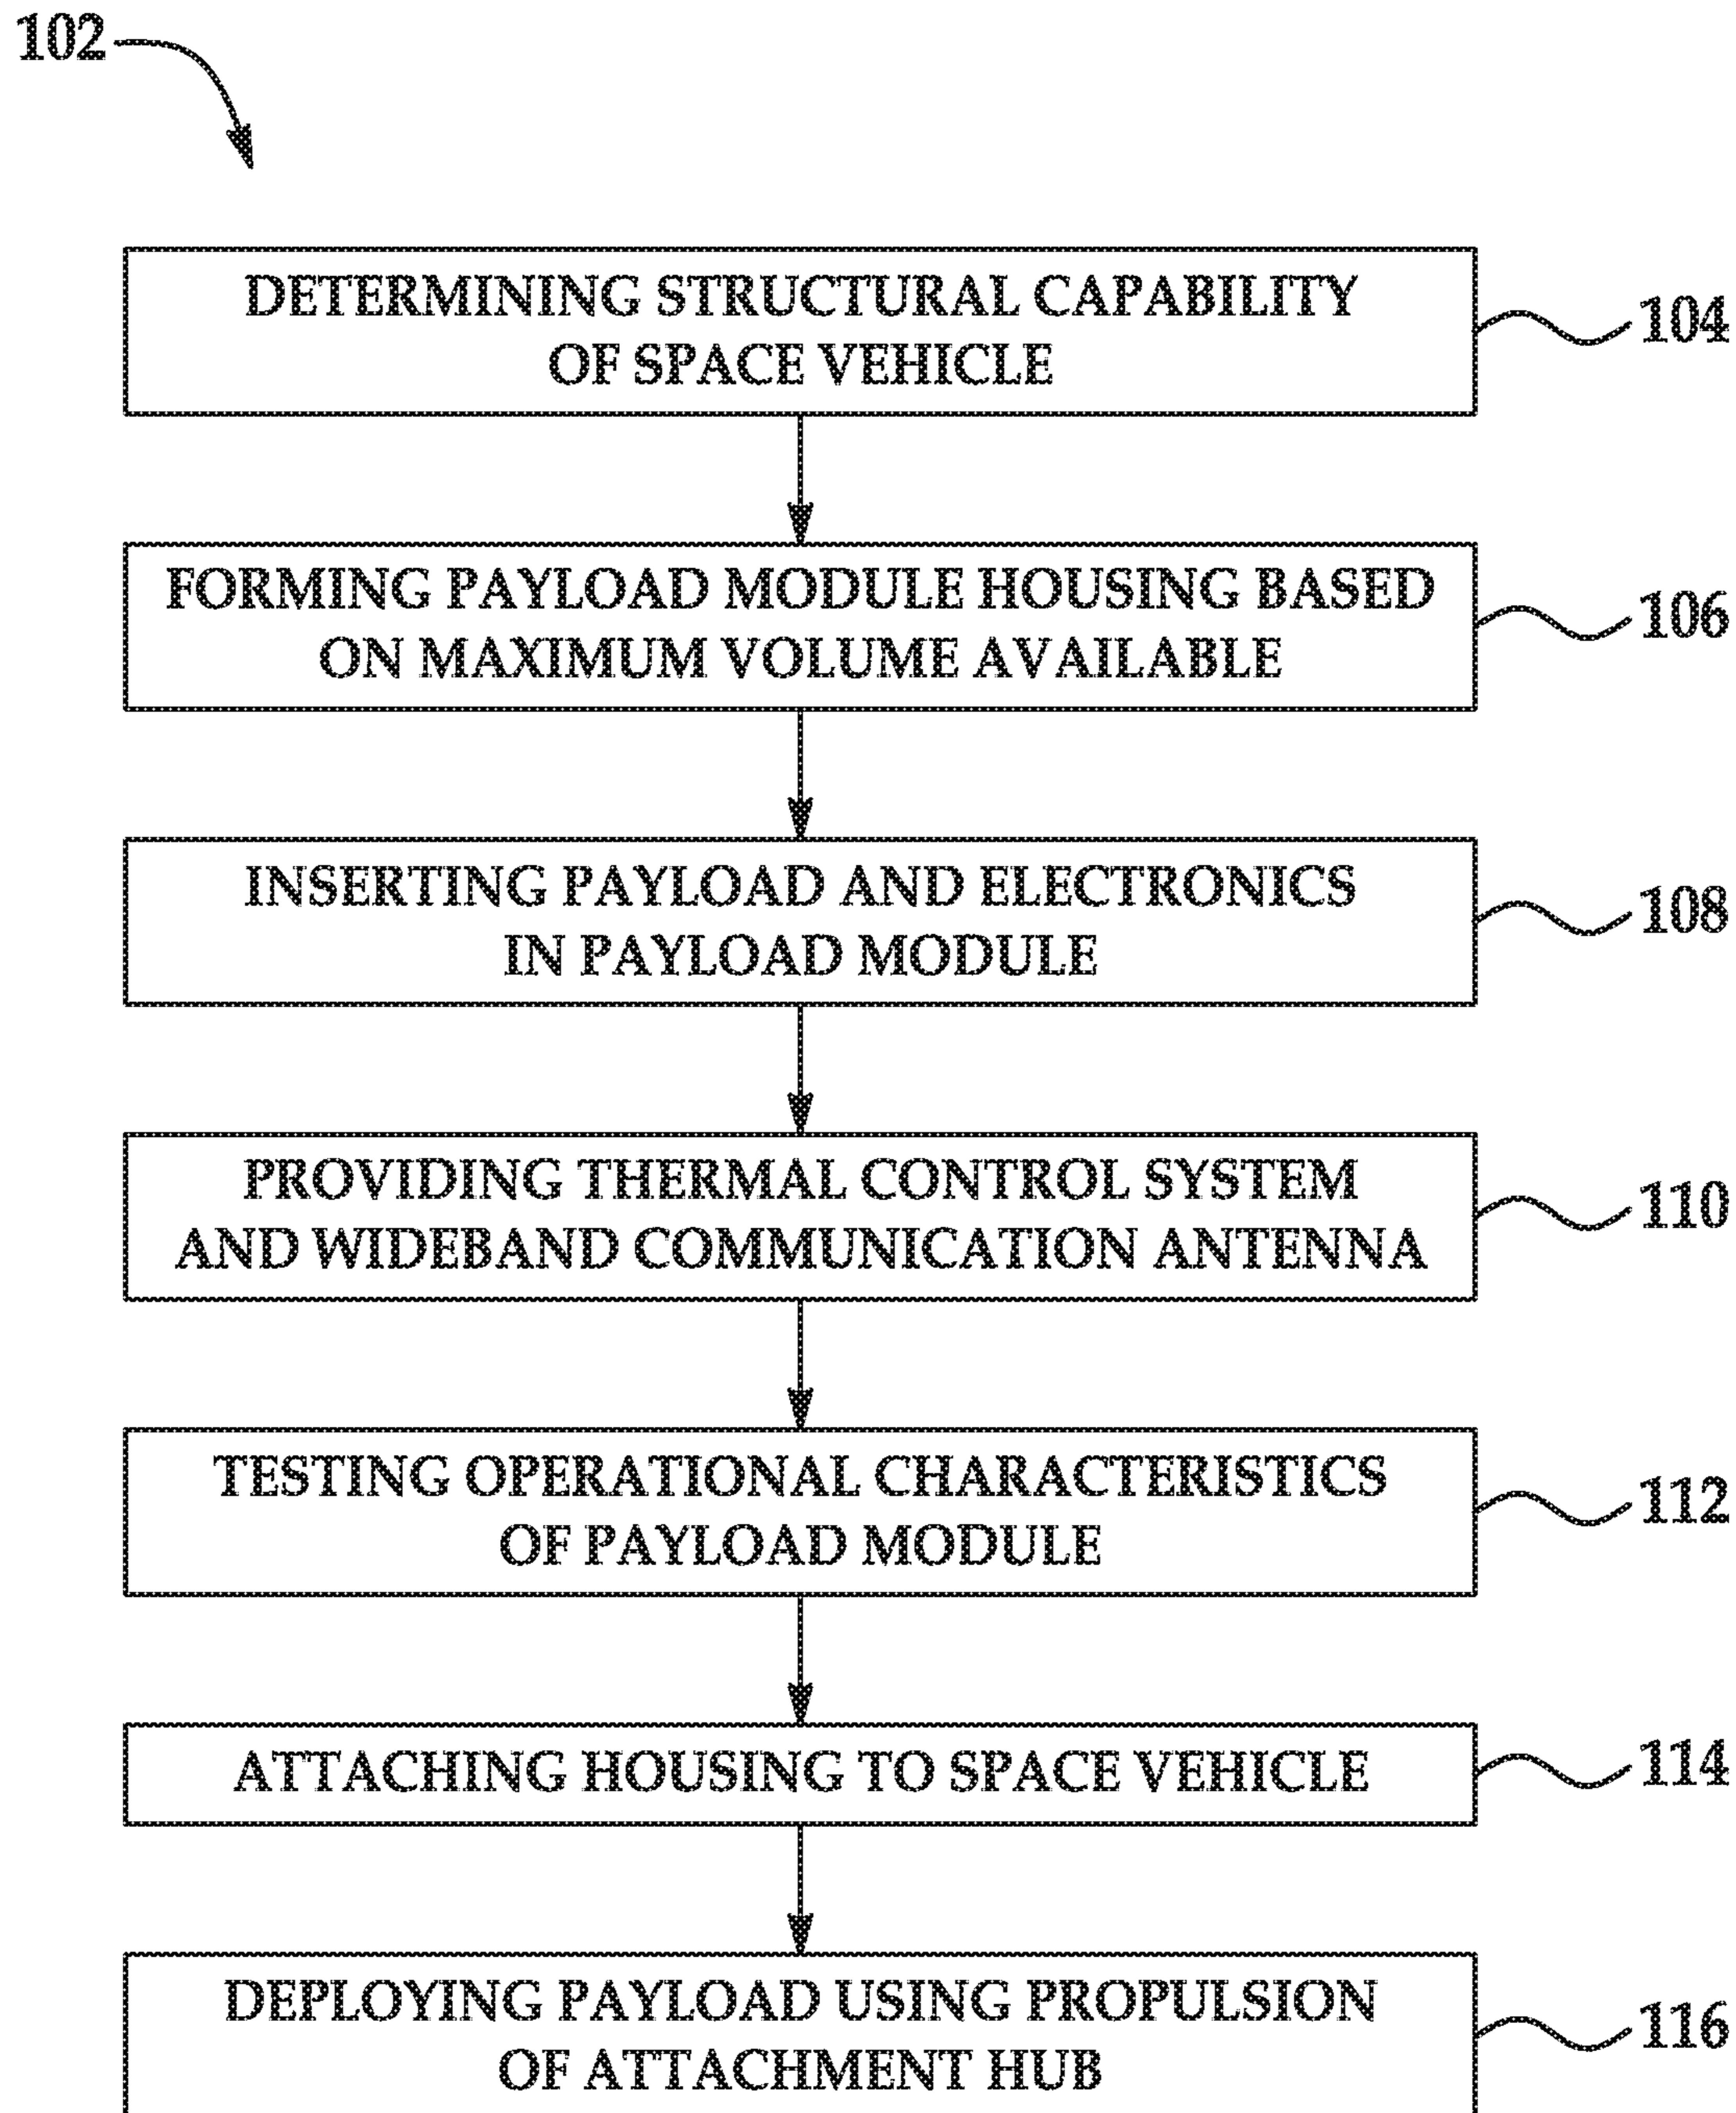 102
DETERMINING STRUCTURAL CAPABILITY
OF SPACE VEHICLE
104
FORMING PAYLOAD MODULE HOUSING BASED
ON MAXIMUM VOLUME AVAILABLE
106
INSERTING PAYLOAD AND ELECTRONICS
IN PAYLOAD MODULE
108
PROVIDING THERMAL CONTROL SYSTEM
AND WIDEBAND COMMUNICATION ANTENNA
110
TESTING OPERATIONAL CHARACTERISTICS
OF PAYLOAD MODULE
112
ATTACHING HOUSING TO SPACE VEHICLE
114
DEPLOYING PAYLOAD USING PROPULSION
OF ATTACHMENT HUB
116